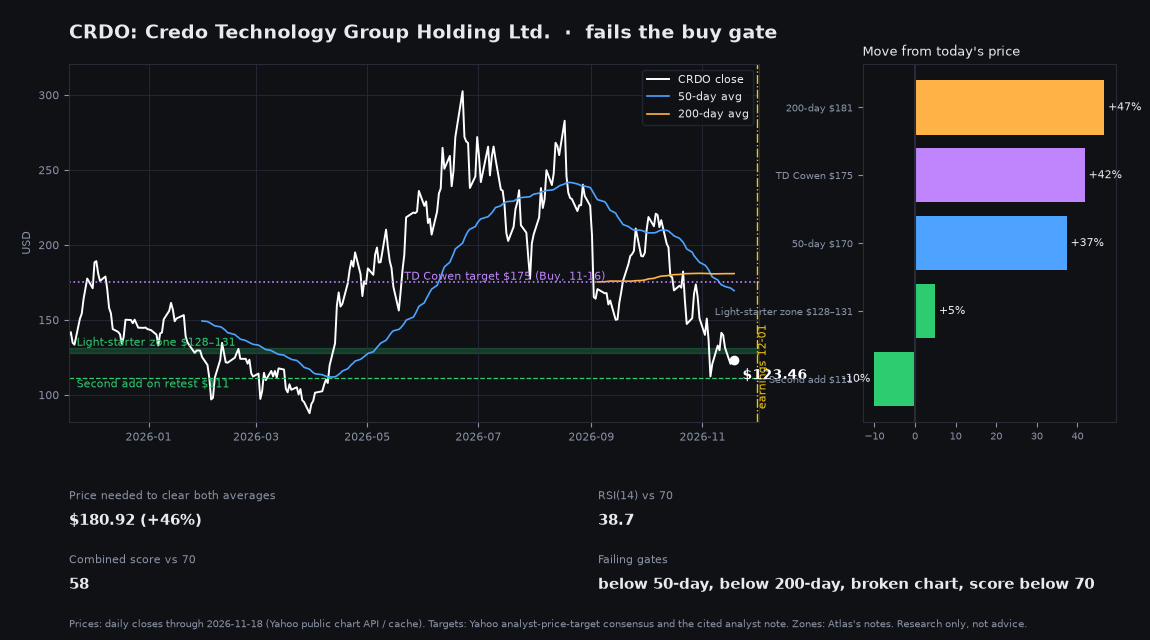 CRDO: Credo Technology Group Holding Ltd. · fails the buy gate
Move from today's price
CRDO close
50-day avg
200-day avg
USD
300
250
200
150
100
TD Cowen target $175 (Buy, 11-16)
Light-starter zone $128–131
Second add on retest $111
$123.46
earnings 12-01
2026-01
2026-03
2026-05
2026-07
2026-09
2026-11
200-day $181
+47%
TD Cowen $175
+42%
50-day $170
+37%
Light-starter zone $128–131
+5%
Second add $111
-10%
−10
0
10
20
30
40
Price needed to clear both averages
$180.92 (+46%)
RSI(14) vs 70
38.7
Combined score vs 70
58
Failing gates
below 50-day, below 200-day, broken chart, score below 70
Prices: daily closes through 2026-11-18 (Yahoo public chart API / cache). Targets: Yahoo analyst-price-target consensus and the cited analyst note. Zones: Atlas's notes. Research only, not advice.